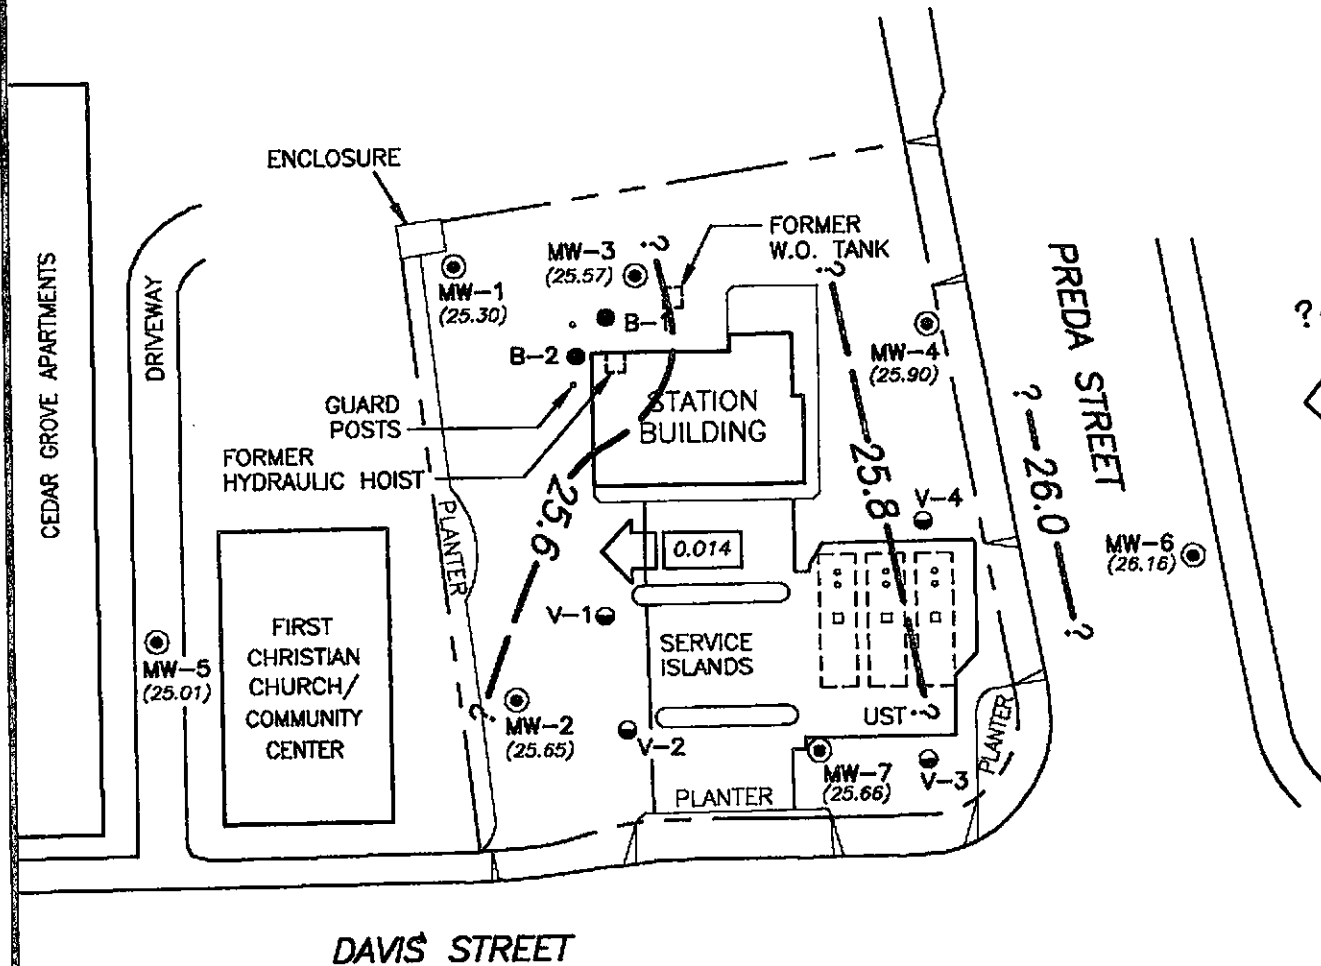 ENCLOSURE
FORMER
W.O. TANK
MW-3
(25.57)
?
?
MW-1
(25.30)
B-1
B-2
MW-4
(25.90)
PREDA STREET
?
CEDAR GROVE APARTMENTS
DRIVEWAY
GUARD
POSTS
STATION
BUILDING
FORMER
HYDRAULIC HOIST
25.6
25.8
? 26.0 ?
V-4
MW-6
(26.16)
PLANTER
0.014
V-1
SERVICE
ISLANDS
FIRST
CHRISTIAN
CHURCH/
COMMUNITY
CENTER
MW-5
(25.01)
?
MW-2
(25.65)
V-2
UST
?
PLANTER
MW-7
(25.66)
V-3
PLANTER
DAVIS STREET